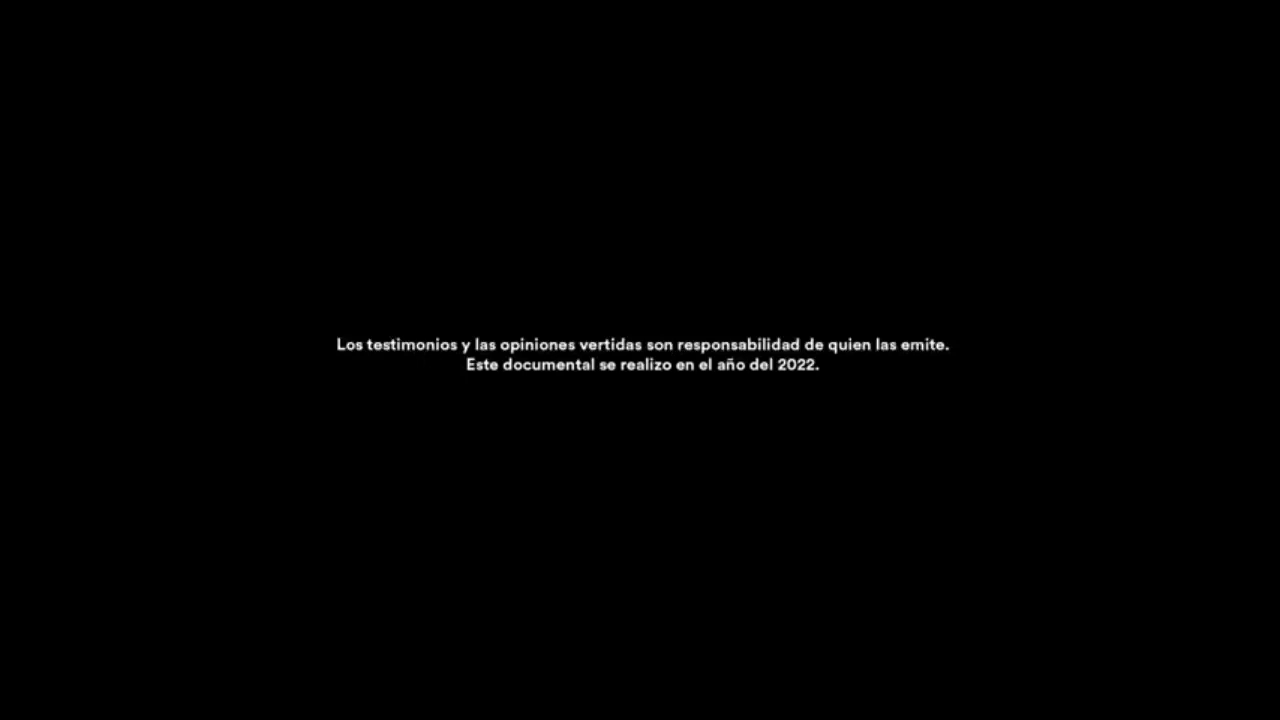 Los testimonios y las opiniones vertidas son responsabilidad de quien las emite.
Este documental se realizo en el año del 2022.